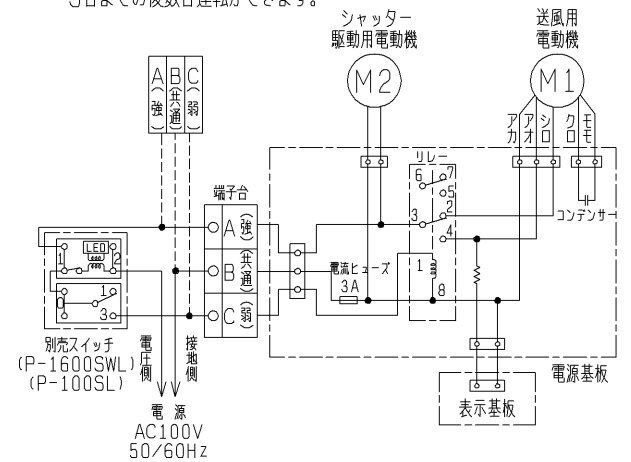 5台までの複数台運転ができます。
シャッター
駆動用電動機
送風用
電動機
A(強)
B(共通)
C(弱)
M2
M1
アカ
アオ
シロ
クロ
モモ
リレー
6
7
5
2
3
4
1
8
コンデンサー
端子台
A(強)
B(共通)
C(弱)
電流ヒューズ
3A
LED
1
2
0
1
3
別売スイッチ
(P-1600SWL)
(P-100SL)
電圧側
接地側
電源
AC100V
50/60Hz
電源基板
表示基板